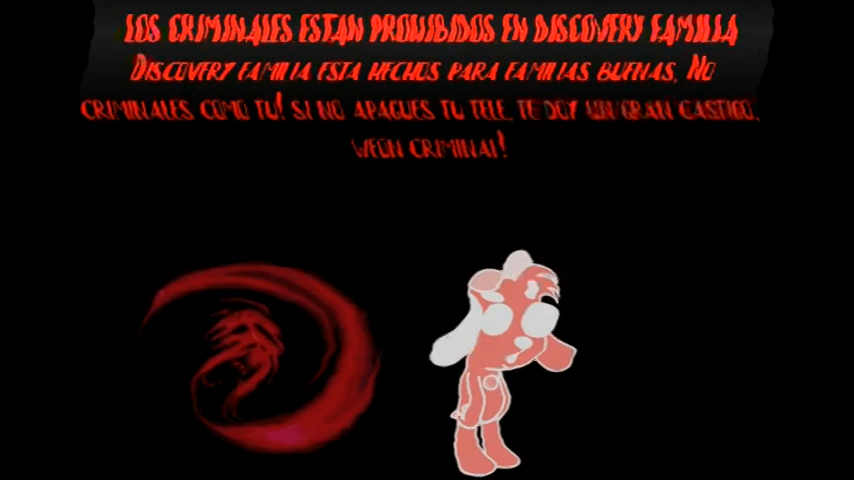 LOS CRIMINALES ESTAN PROHIBIDOS EN DISCOVERY FAMILIA
DISCOVERY FAMILIA ESTA HECHOS PARA FAMILIAS BUENAS, NO
CRIMINALES COMO TU! SI NO APAGUES TU TELE, TE DOY UN GRAN CASTIGO,
WEON CRIMINAL!